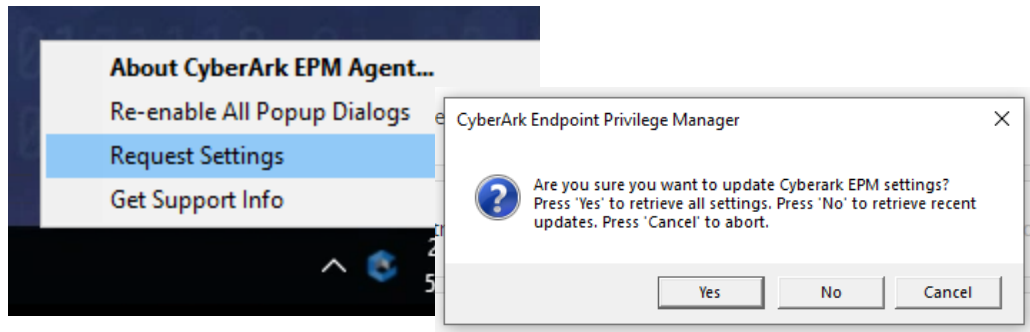 About CyberArk EPM Agent...
Re-enable All Popup Dialogs
Request Settings
Get Support Info
CyberArk Endpoint Privilege Manager
Are you sure you want to update Cyberark EPM settings?
Press 'Yes' to retrieve all settings. Press 'No' to retrieve recent
updates. Press 'Cancel' to abort.
Yes
No
Cancel